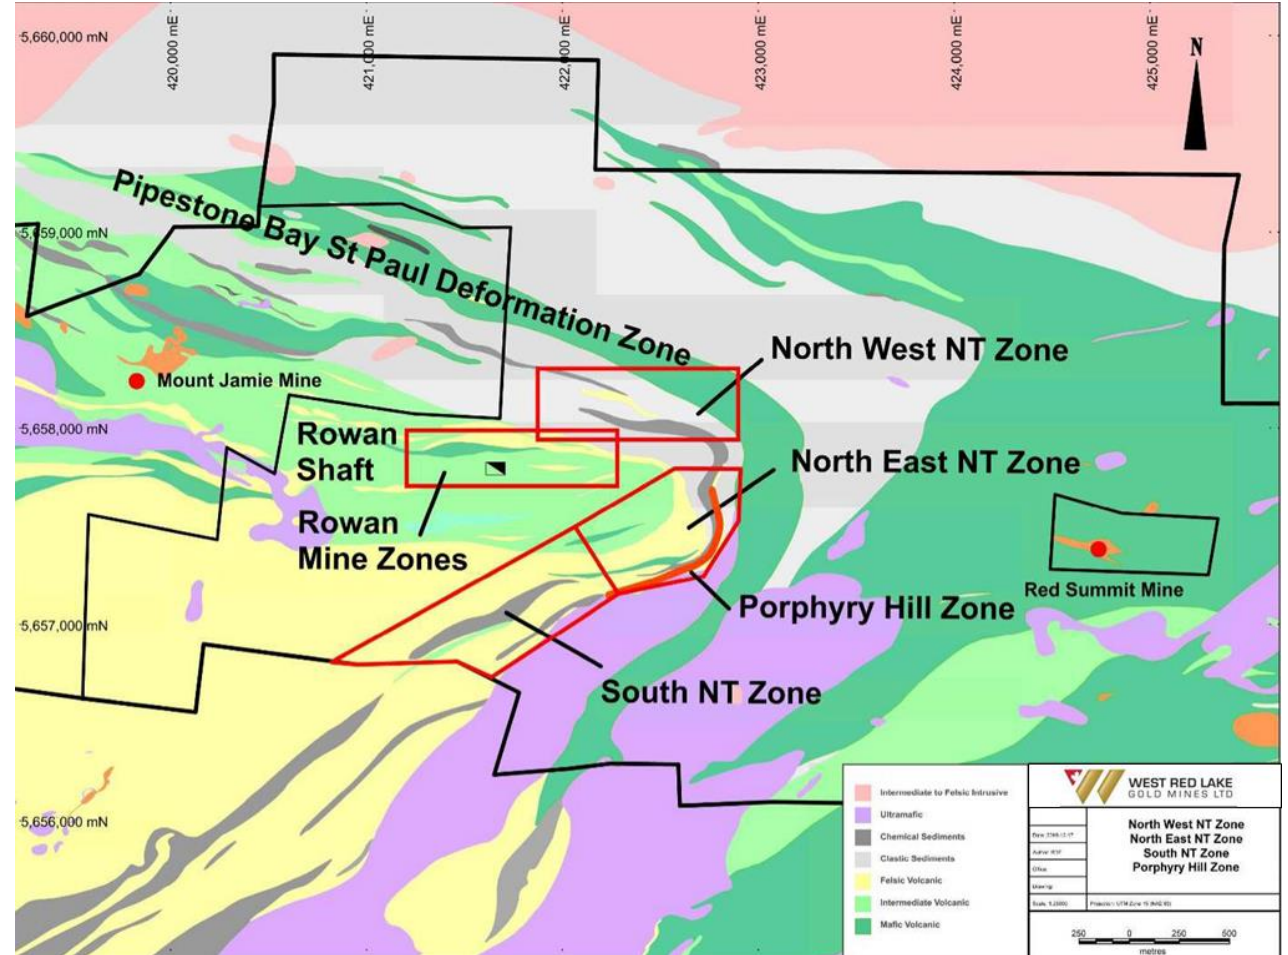 5,660,000 mN
420,000 mE
421,000 mE
422,000 mE
423,000 mE
424,000 mE
425,000 mE
N
Pipestone Bay St Paul Deformation Zone
5,659,000 mN
North West NT Zone
Mount Jamie Mine
5,658,000 mN
Rowan
Shaft
North East NT Zone
Rowan
Mine Zones
Red Summit Mine
Porphyry Hill Zone
5,657,000 mN
South NT Zone
5,656,000 mN
Intermediate to Felsic Intrusive
Ultramafic
Chemical Sediments
Clastic Sediments
Felsic Volcanic
Intermediate Volcanic
Mafic Volcanic
WEST RED LAKE
GOLD MINES LTD
North West NT Zone
North East NT Zone
South NT Zone
Porphyry Hill Zone
Office:
Drawing:
250 0 250 500
metres